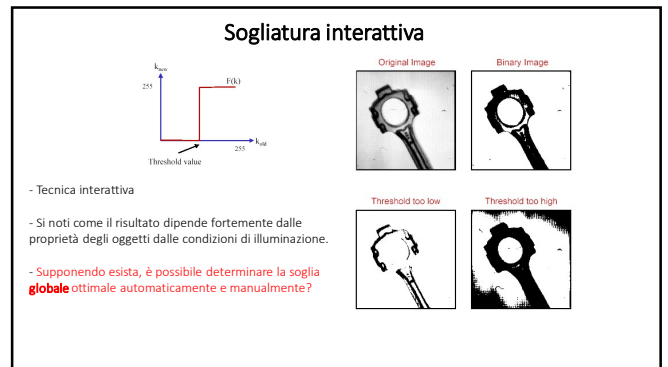 Sogliatura interattiva
k_new
255
F(k)
k_old
255
Threshold value
Original Image
Binary Image
Threshold too low
Threshold too high
- Tecnica interattiva
- Si noti come il risultato dipende fortemente dalle
proprietà degli oggetti dalle condizioni di illuminazione.
- Supponendo esista, è possibile determinare la soglia
globale ottimale automaticamente e manualmente?